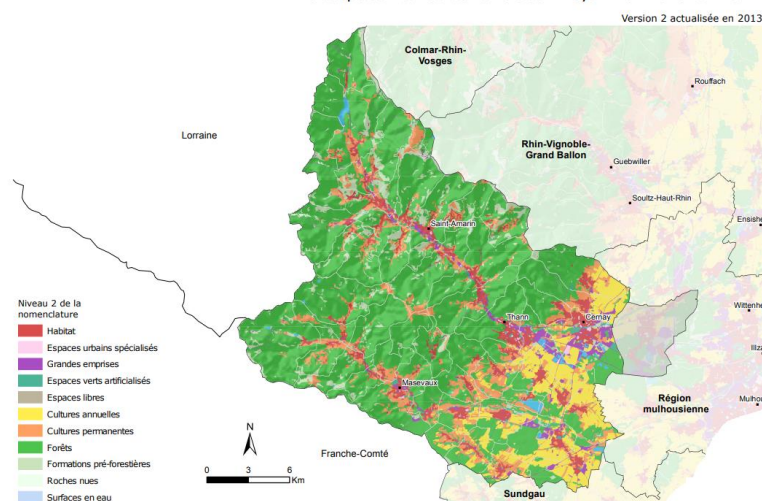 Version 2 actualisée en 2013
Colmar-Rhin-
Vosges
Rouffach
Lorraine
Rhin-Vignoble-
Grand Ballon
Guebwiller
Soultz-Haut-Rhin
Saint-Amarin
Niveau 2 de la
nomenclature
Habitat
Espaces urbains spécialisés
Grandes emprises
Espaces verts artificialisés
Espaces libres
Cultures annuelles
Cultures permanentes
Forêts
Formations pré-forestières
Roches nues
Surfaces en eau
Thann
Cernay
Masevaux
Région
mulhousienne
N
0 3 6
Km
Franche-Comté
Sundgau